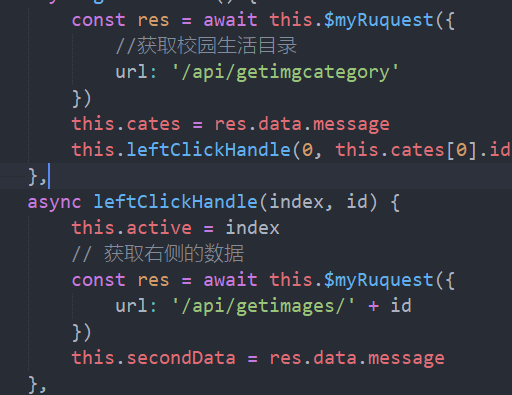 const res = await this.$myRuquest({
//获取校园生活目录
url: '/api/getimgcategory'
})
this.cates = res.data.message
this.leftClickHandle(0, this.cates[0].id
},
async leftClickHandle(index, id) {
this.active = index
// 获取右侧的数据
const res = await this.$myRuquest({
url: '/api/getimages/' + id
})
this.secondData = res.data.message
},